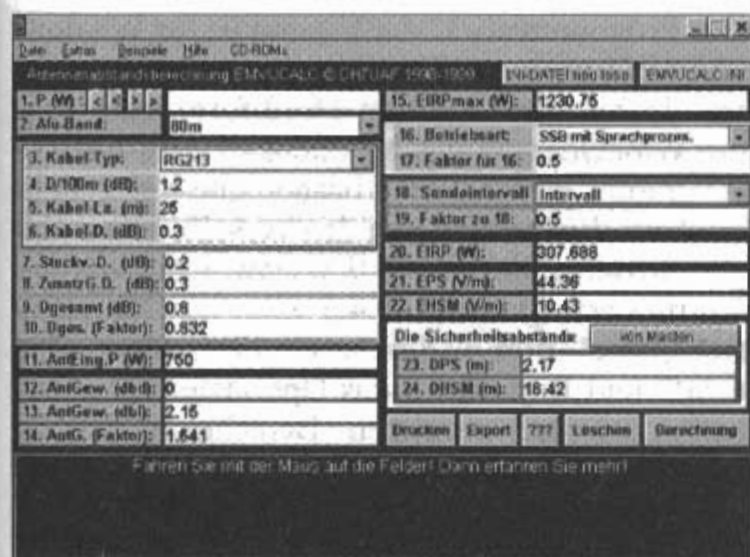 Datei Extras Beispiele Hilfe CD-ROMs
Antennenabstandsberechnung EMVUCALC © 1990-1999
INI-DATEI neu lesen EMVUCALC.INI
1. P (W) : < < > >
2. Afu-Band: 80m
3. Kabel-Typ: RG213
4. D/100m (dB): 1.2
5. Kabel-Lä. (m): 25
6. Kabel-D. (dB): 0.3
7. Steckv.-D. (dB): 0.2
8. ZusatzG.D. (dB): 0.3
9. Dgesamt (dB): 0.8
10. Dges. (Faktor): 0.832
11. AntEing.P (W): 750
12. AntGew. (dbd): 0
13. AntGew. (dbi): 2.15
14. AntG. (Faktor): 1.641
15. EIRPmax (W): 1230.75
16. Betriebsart: SSB mit Sprachprozes.
17. Faktor für 16: 0.5
18. Sendeintervall Intervall
19. Faktor zu 18: 0.5
20. EIRP (W): 307.688
21. EPS (V/m): 44.36
22. EHSM (V/m): 10.43
Die Sicherheitsabstände von Masten
23. DPS (m): 2.17
24. DHSM (m): 18.42
Drucken Export ??? Löschen Berechnung
Fahren Sie mit der Maus auf die Felder! Dann erfahren Sie mehr!